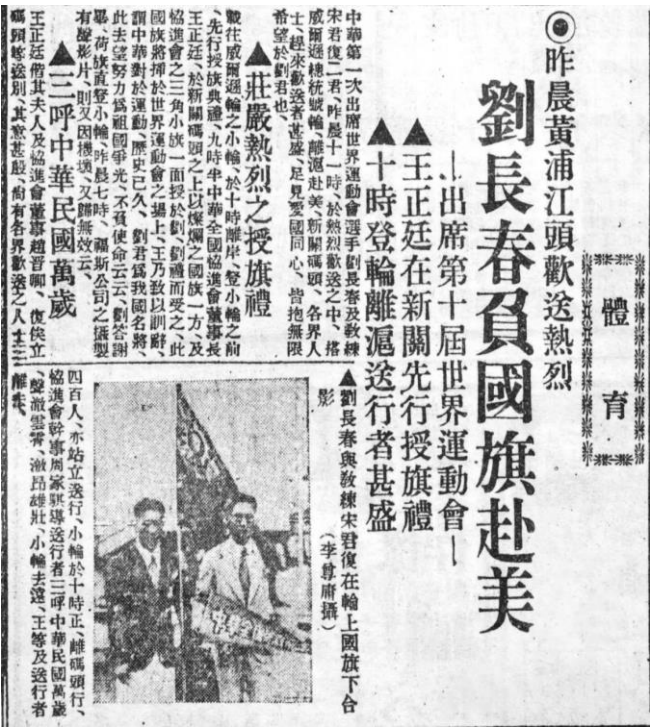 體育
◉昨晨黃浦江頭歡送熱烈
劉長春負國旗赴美
—出席第十屆世界運動會—
▲王正廷在新關先行授旗禮
▲十時登輪離滬送行者甚盛
中華第一次出席世界運動會選手劉長春及敎練
宋君復二君、昨晨十一時、於熱烈歡送之中、搭
威爾遜總統號輪、離滬赴美、新關碼頭、各界人
士、趕來歡送者甚盛、足見愛國同心、皆抱無限
希望於劉君也、
▲莊嚴熱烈之授旗禮
載往威爾遜輪之小輪、於十時離岸、登小輪之前
、先行授旗典禮、九時半中華全國協進會董事長
王正廷、於新關碼頭之上以燦爛之國旗一方、及
協進會之三角小旗一面授於劉、劉禮而受之、此
國旗將揚於世界運動會之場上、王乃致以訓辭、
謂中華對於運動、歷史已久、劉君爲我國名將、
此去望努力爲祖國爭光、不負使命云云、劉答謝
畢、荷旗直登小輪、昨晨七時、福斯公司之攝製
有聲影片、則又因機壞、又歸無效云、
▲三呼中華民國萬歲
王正廷偕其夫人及協進會董事趙晉卿、復俟立
碼頭等送別、其意甚殷、尚有各界歡送之人士三
▲劉長春與敎練宋君復在輪上國旗下合
影
(李尊庸攝)
四百人、亦站立送行、小輪於十時正、離碼頭行、
協進會幹事周家騏導送行者三呼中華民國萬歲
、聲澈雲霄、激昂雄壯、小輪去遠、王等及送行者
離去、